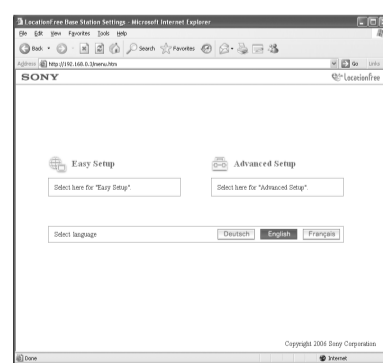 LocationFree Base Station Settings - Microsoft Internet Explorer
File Edit View Favorites Tools Help
Back Search Favorites
Address http://192.168.0.3/menu.htm Go Links
SONY LocationFree
Easy Setup Advanced Setup
Select here for "Easy Setup". Select here for "Advanced Setup".
Select language Deutsch English Français
Copyright 2006 Sony Corporation
Done Internet